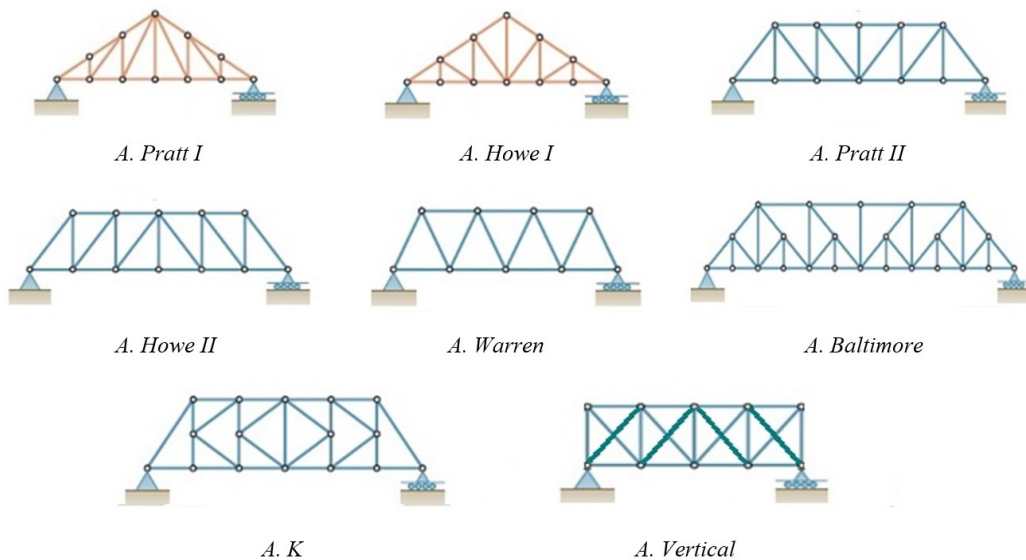 A. Pratt I
A. Howe I
A. Pratt II
A. Howe II
A. Warren
A. Baltimore
A. K
A. Vertical